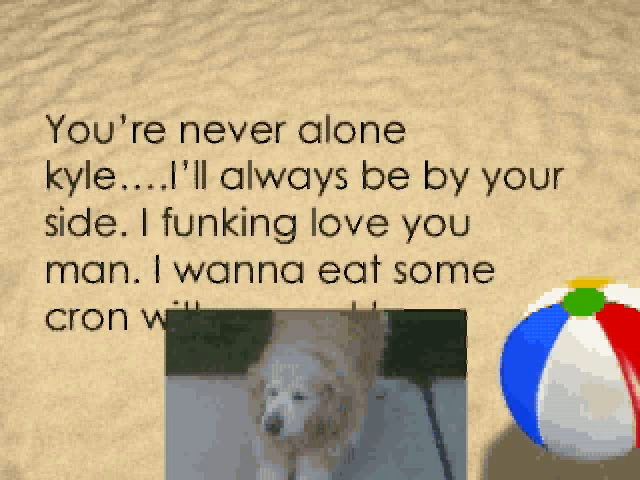 You’re never alone
kyle….I’ll always be by your
side. I funking love you
man. I wanna eat some
cron